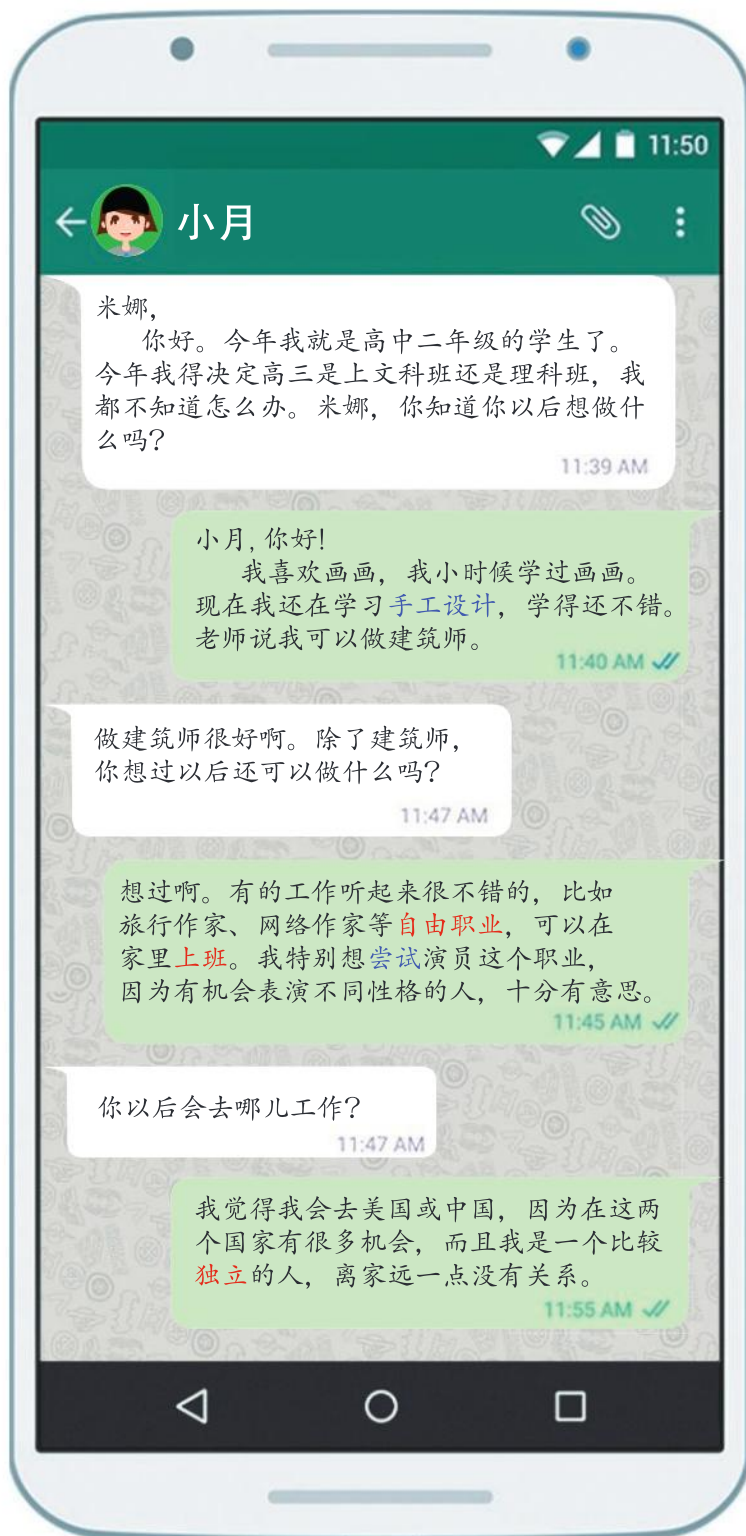 11:50
小月
米娜，
你好。今年我就是高中二年级的学生了。
今年我得决定高三是上文科班还是理科班，我
都不知道怎么办。米娜，你知道你以后想做什
么吗？
11:39 AM
小月，你好！
我喜欢画画，我小时候学过画画。
现在我还在学习手工设计，学得还不错。
老师说我可以做建筑师。
11:40 AM
做建筑师很好啊。除了建筑师，
你想过以后还可以做什么吗？
11:47 AM
想过啊。有的工作听起来很不错的，比如
旅行作家、网络作家等自由职业，可以在
家里上班。我特别想尝试演员这个职业，
因为有机会表演不同性格的人，十分有意思。
11:45 AM
你以后会去哪儿工作？
11:47 AM
我觉得我会去美国或中国，因为在这两
个国家有很多机会，而且我是一个比较
独立的人，离家远一点没有关系。
11:55 AM